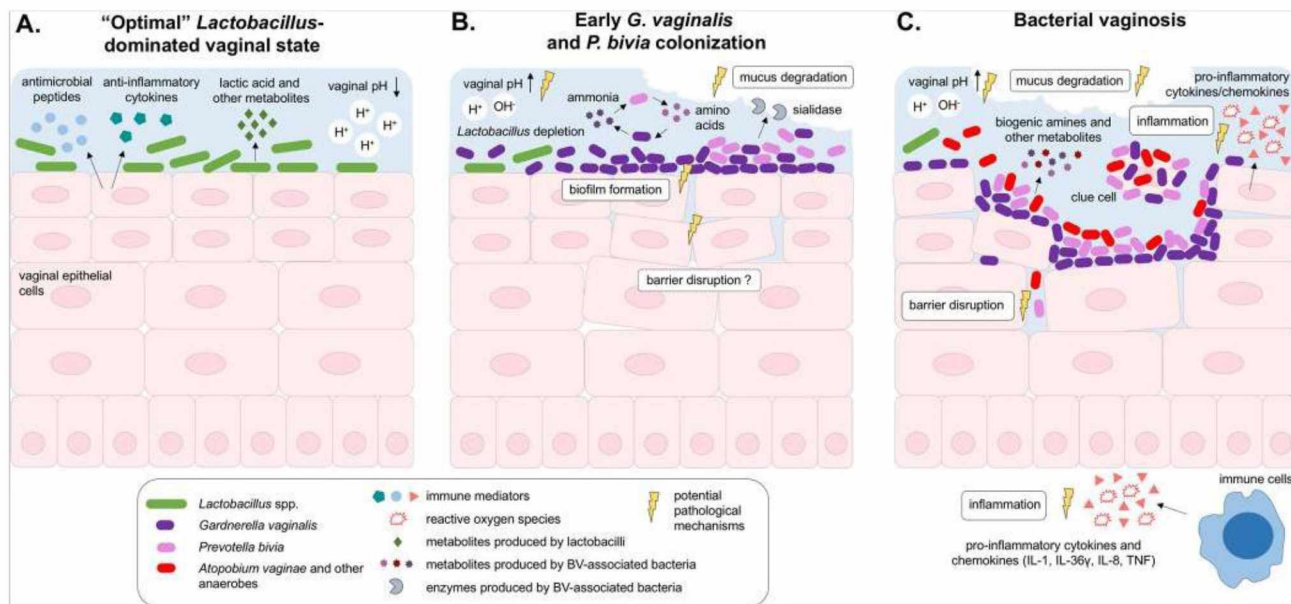 A.
"Optimal" Lactobacillus-
dominated vaginal state
antimicrobial
peptides
anti-inflammatory
cytokines
lactic acid and
other metabolites
vaginal pH
H+
H+
H+
H+
vaginal epithelial
cells
B.
Early G. vaginalis
and P. bivia colonization
vaginal pH
H+
OH-
mucus degradation
ammonia
amino
acids
sialidase
Lactobacillus depletion
biofilm formation
barrier disruption ?
C.
Bacterial vaginosis
vaginal pH
H+
OH-
mucus degradation
pro-inflammatory
cytokines/chemokines
biogenic amines and
other metabolites
inflammation
clue cell
barrier disruption
inflammation
immune cells
pro-inflammatory cytokines and
chemokines (IL-1, IL-36γ, IL-8, TNF)
Lactobacillus spp.
Gardnerella vaginalis
Prevotella bivia
Atopobium vaginae and other
anaerobes
immune mediators
reactive oxygen species
metabolites produced by lactobacilli
metabolites produced by BV-associated bacteria
enzymes produced by BV-associated bacteria
potential
pathological
mechanisms